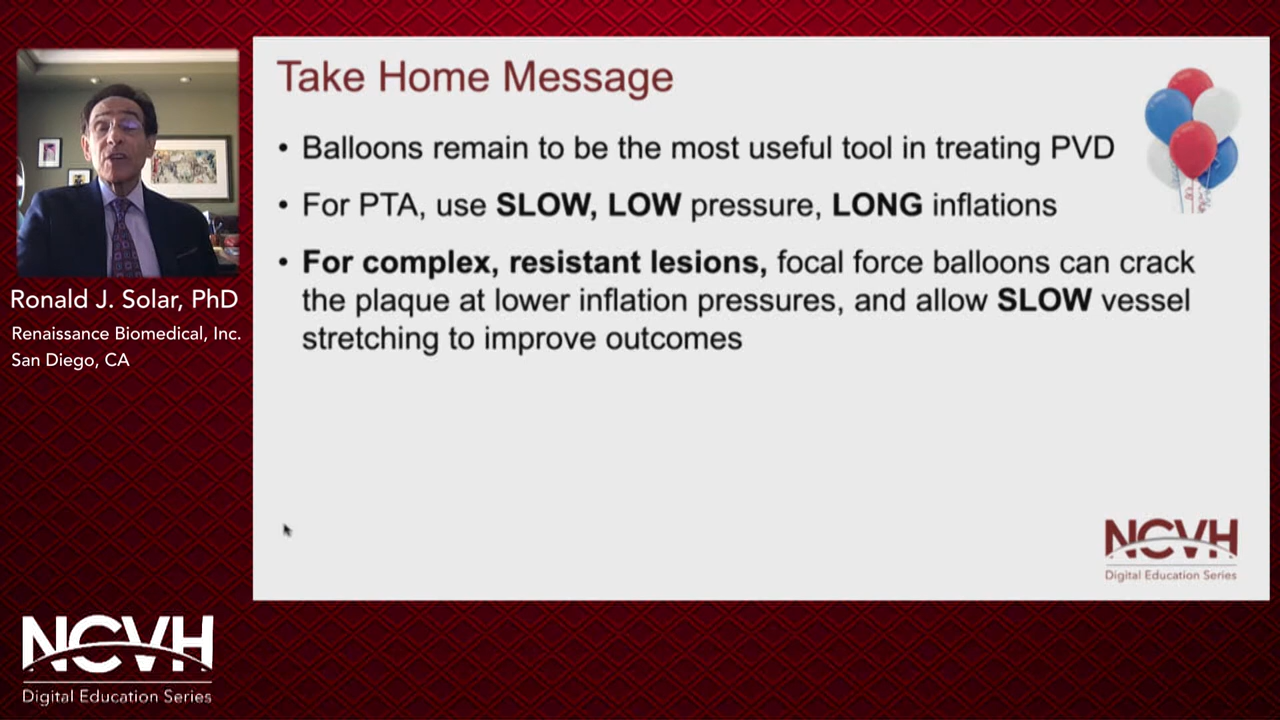 Take Home Message
• Balloons remain to be the most useful tool in treating PVD
• For PTA, use SLOW, LOW pressure, LONG inflations
• For complex, resistant lesions, focal force balloons can crack
the plaque at lower inflation pressures, and allow SLOW vessel
stretching to improve outcomes
NCVH
Digital Education Series
Ronald J. Solar, PhD
Renaissance Biomedical, Inc.
San Diego, CA
NCVH
Digital Education Series